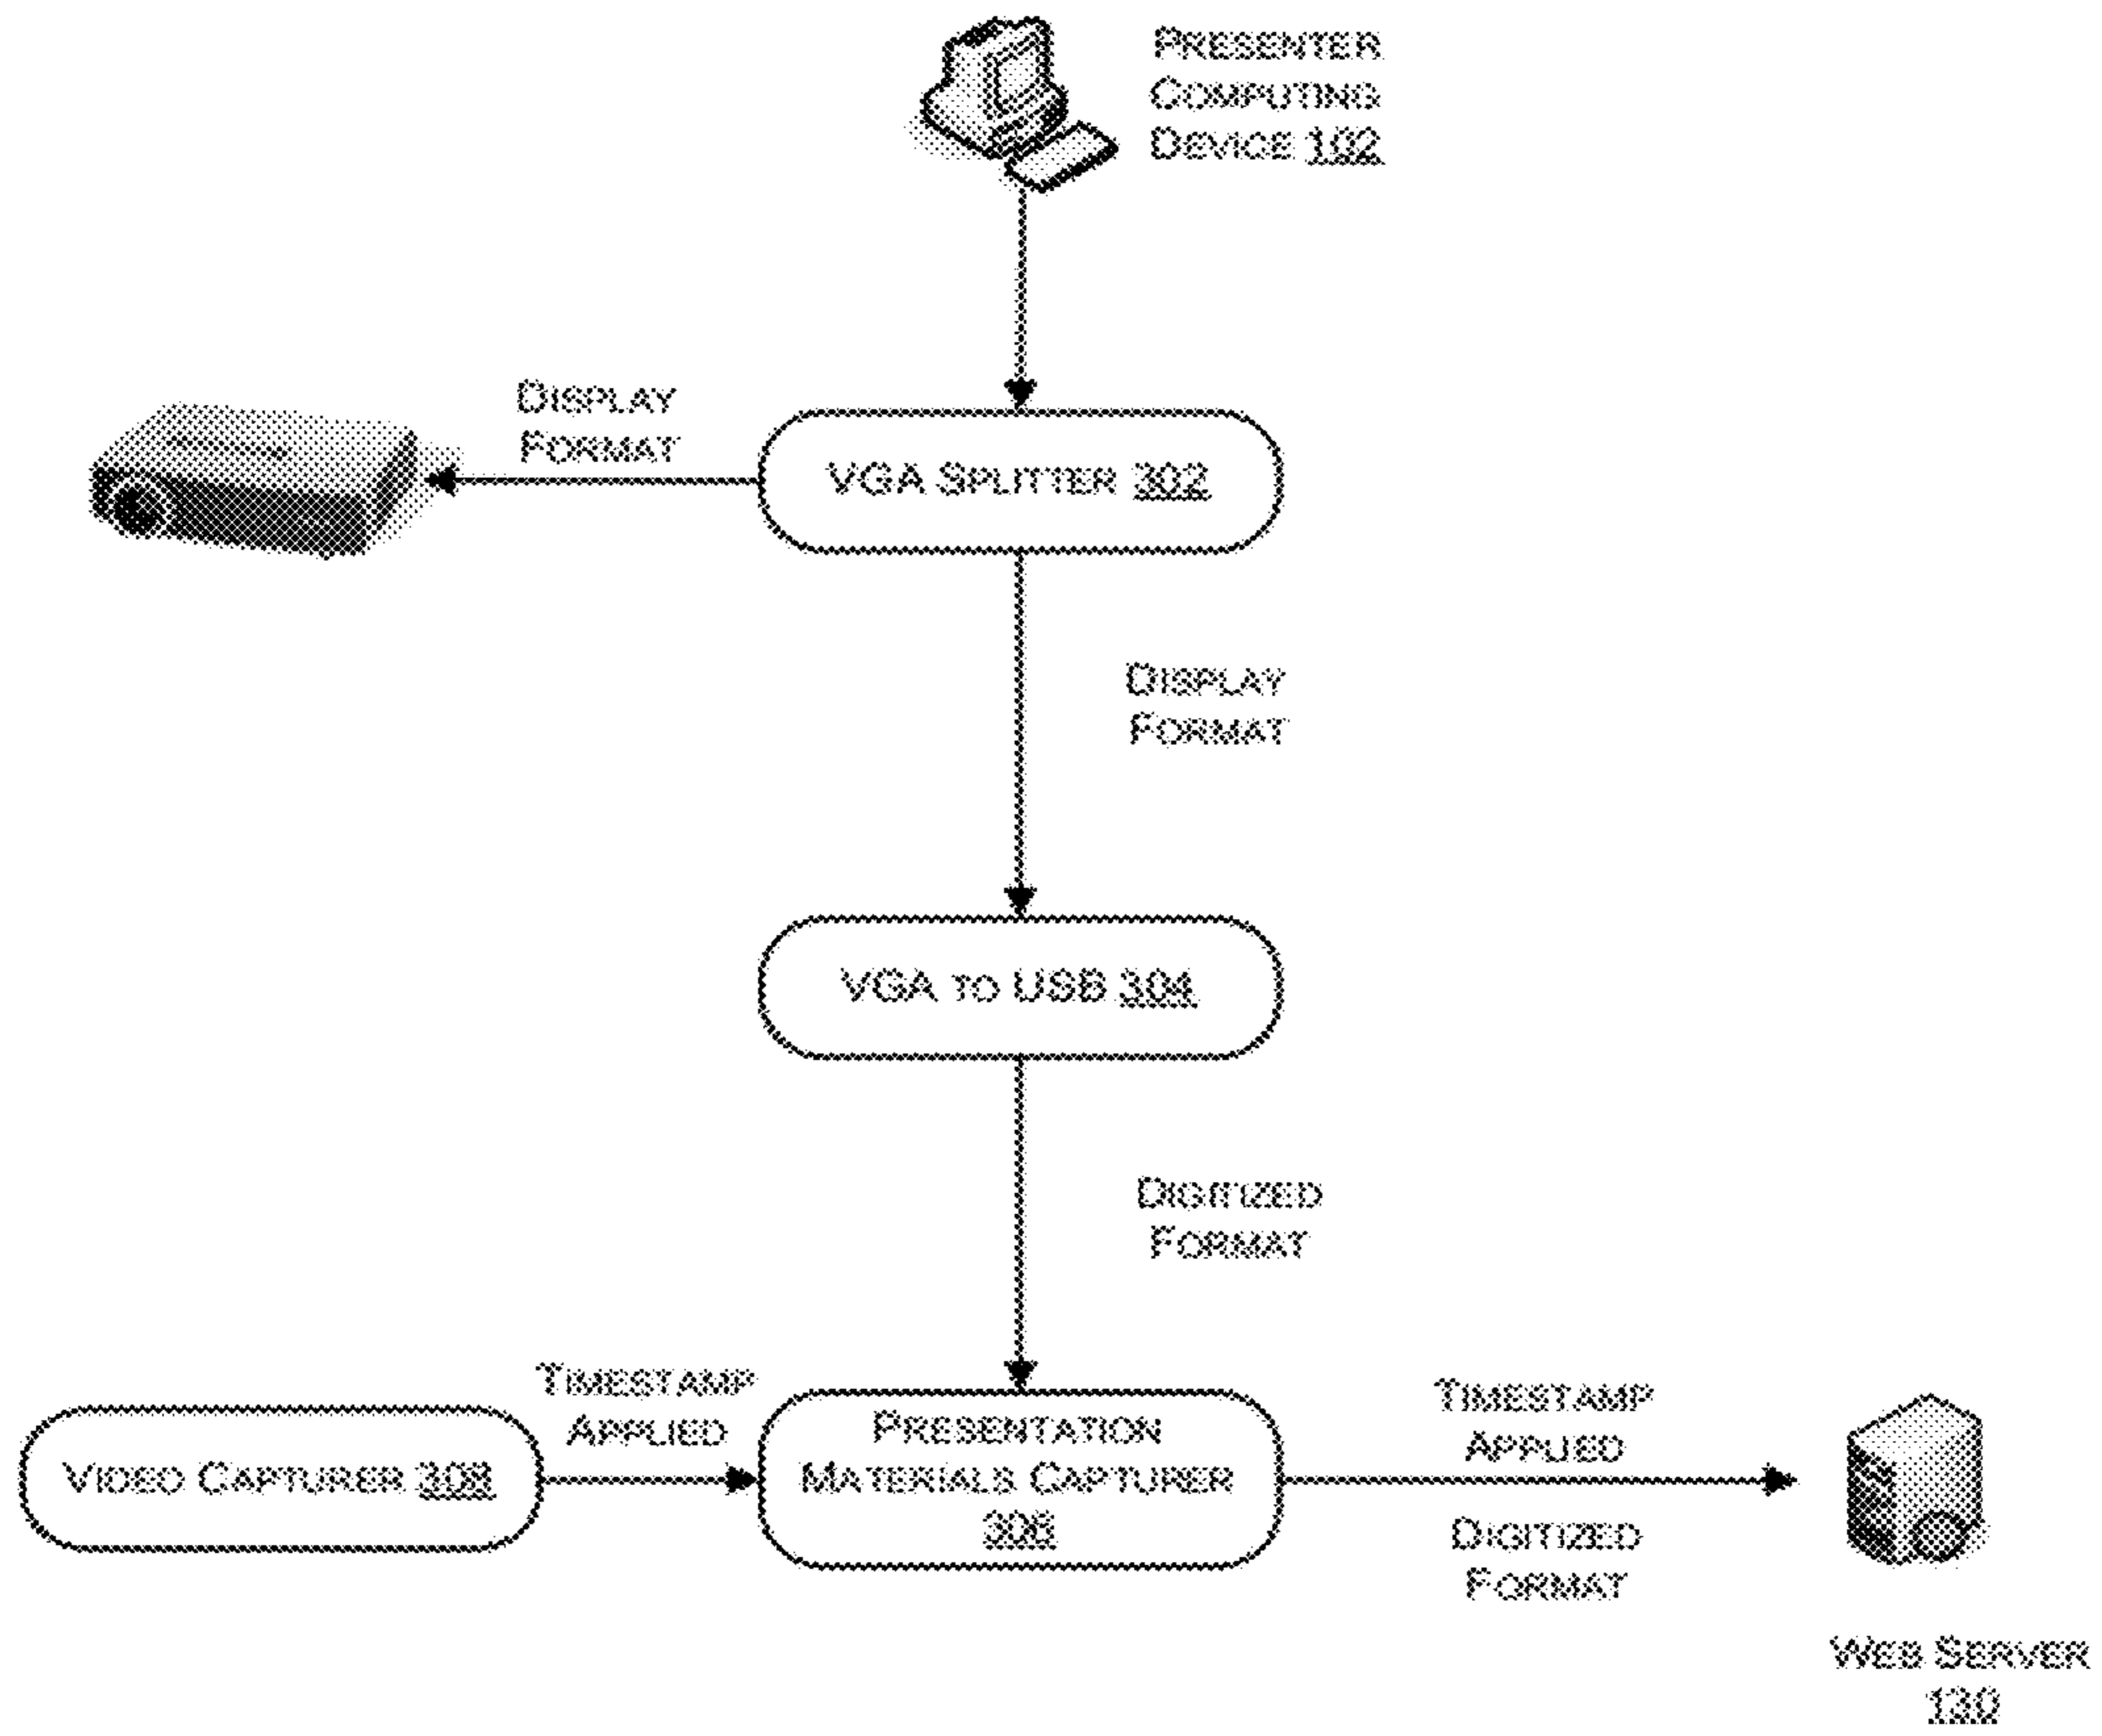 PRESENTER
COMPUTING
DEVICE 102
DISPLAY
FORMAT
VGA SPLITTER 302
DISPLAY
FORMAT
VGA TO USB 304
DIGITIZED
FORMAT
VIDEO CAPTURER 308
TIMESTAMP
APPLIED
PRESENTATION
MATERIALS CAPTURER
306
TIMESTAMP
APPLIED
DIGITIZED
FORMAT
WEB SERVER
120